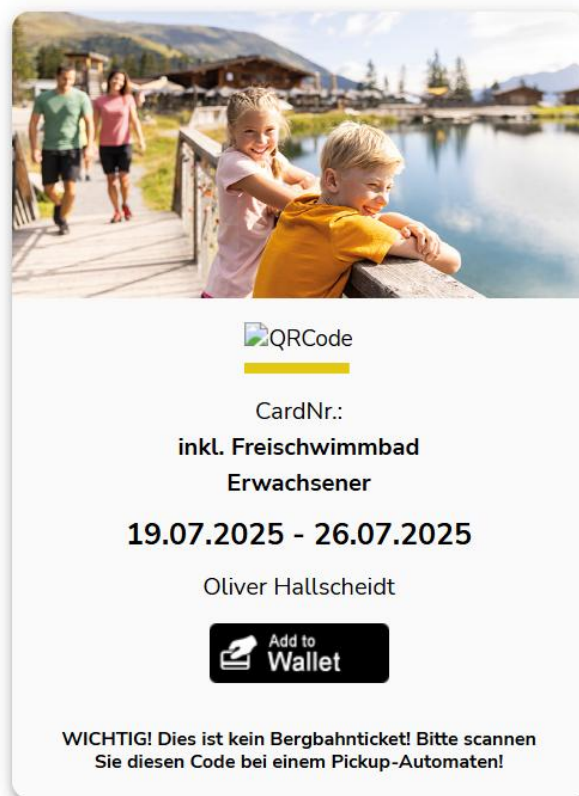 QRCode
CardNr.:
inkl. Freischwimmbad
Erwachsener
19.07.2025 - 26.07.2025
Oliver Hallscheidt
Add to
Wallet
WICHTIG! Dies ist kein Bergbahnticket! Bitte scannen
Sie diesen Code bei einem Pickup-Automaten!